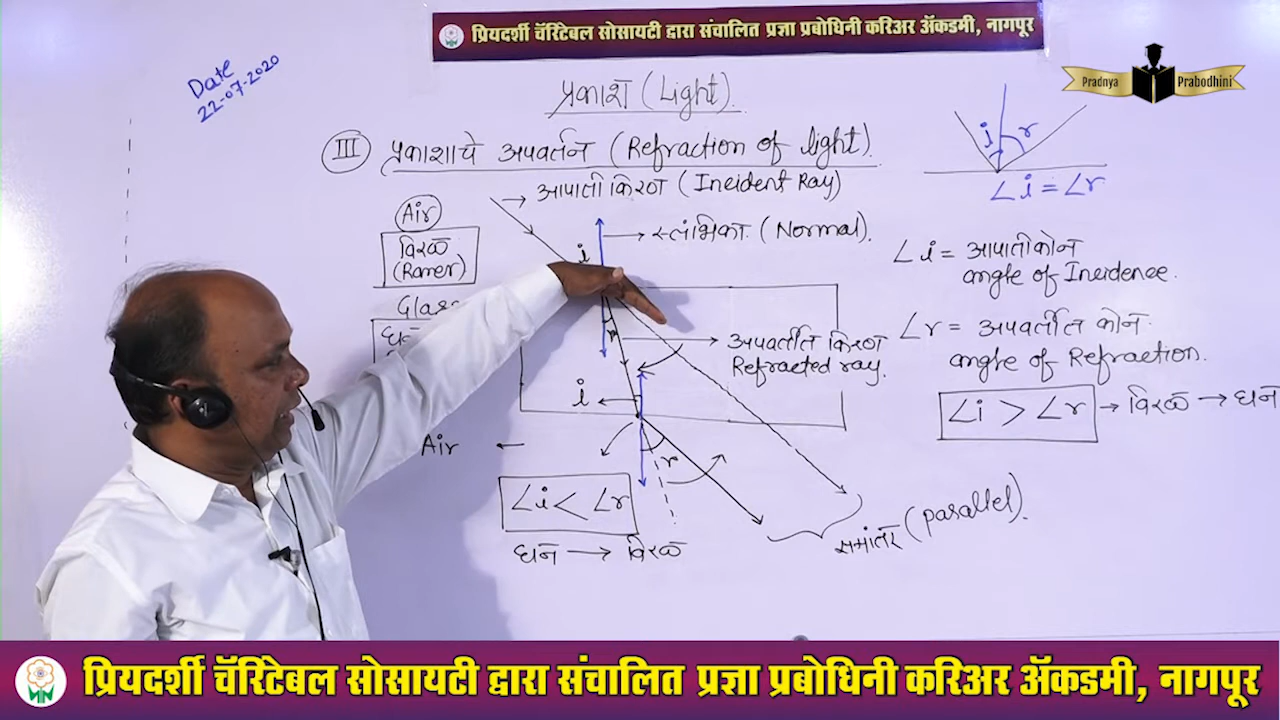 प्रियदर्शी चॅरिटेबल सोसायटी द्वारा संचालित प्रज्ञा प्रबोधिनी करिअर ॲकडमी, नागपूर
Pradnya Prabodhini
Date
22-07-2020
प्रकाश (Light).
III प्रकाशाचे अपवर्तन (Refraction of light).
→ आपाती किरण (Incident Ray)
i r
∠i = ∠r
Air
विरळ
(Rarer)
i
→ स्तंभिका (Normal).
∠i = आपाती कोन
angle of Incidence.
Glass
घन
r
→ अपवर्तीत किरण
Refracted ray.
∠r = अपवर्तीत कोन
angle of Refraction.
i ←
∠i > ∠r → विरळ → घन
Air ←
r
∠i < ∠r
घन → विरळ
समांतर (parallel).
प्रियदर्शी चॅरिटेबल सोसायटी द्वारा संचालित प्रज्ञा प्रबोधिनी करिअर ॲकडमी, नागपूर